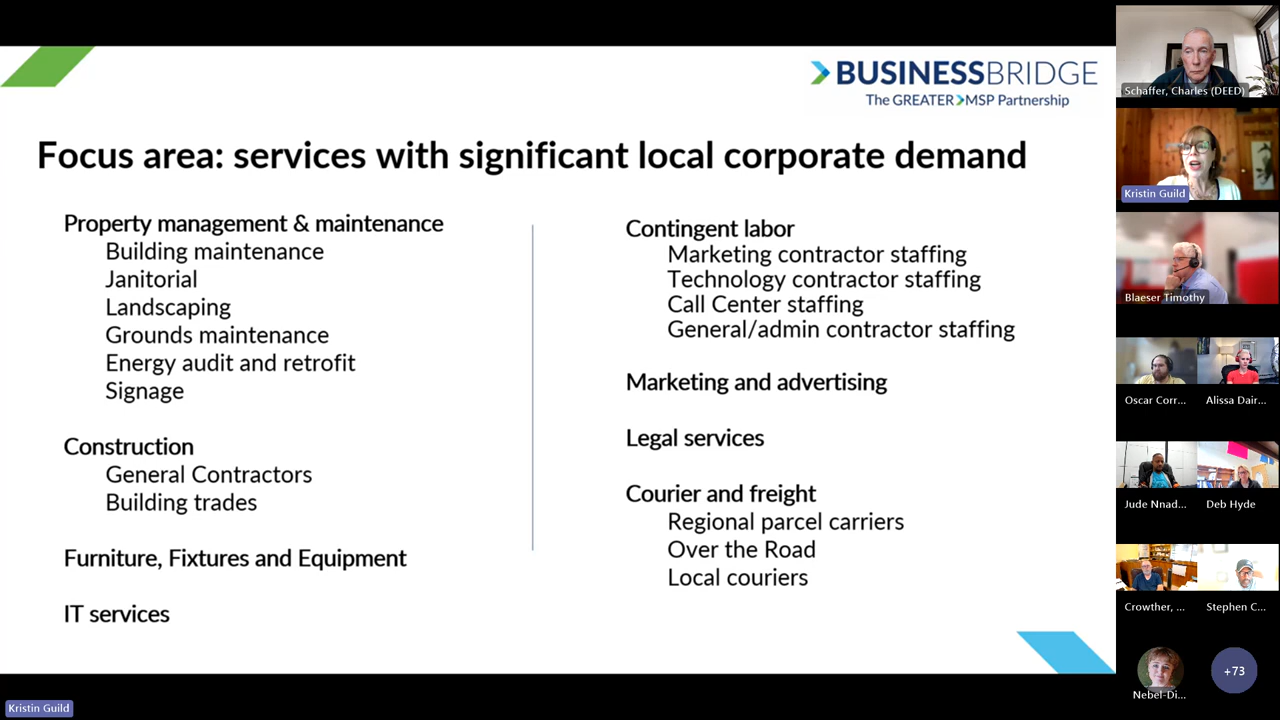 BUSINESSBRIDGE
The GREATER MSP Partnership
Focus area: services with significant local corporate demand
Property management & maintenance
Building maintenance
Janitorial
Landscaping
Grounds maintenance
Energy audit and retrofit
Signage
Construction
General Contractors
Building trades
Furniture, Fixtures and Equipment
IT services
Contingent labor
Marketing contractor staffing
Technology contractor staffing
Call Center staffing
General/admin contractor staffing
Marketing and advertising
Legal services
Courier and freight
Regional parcel carriers
Over the Road
Local couriers
Schaffer, Charles (DEED)
Kristin Guild
Blaeser Timothy
Oscar Corr...
Alissa Dair...
Jude Nnad...
Deb Hyde
Crowther, ...
Stephen C...
Nebel-Di...
+73
Kristin Guild